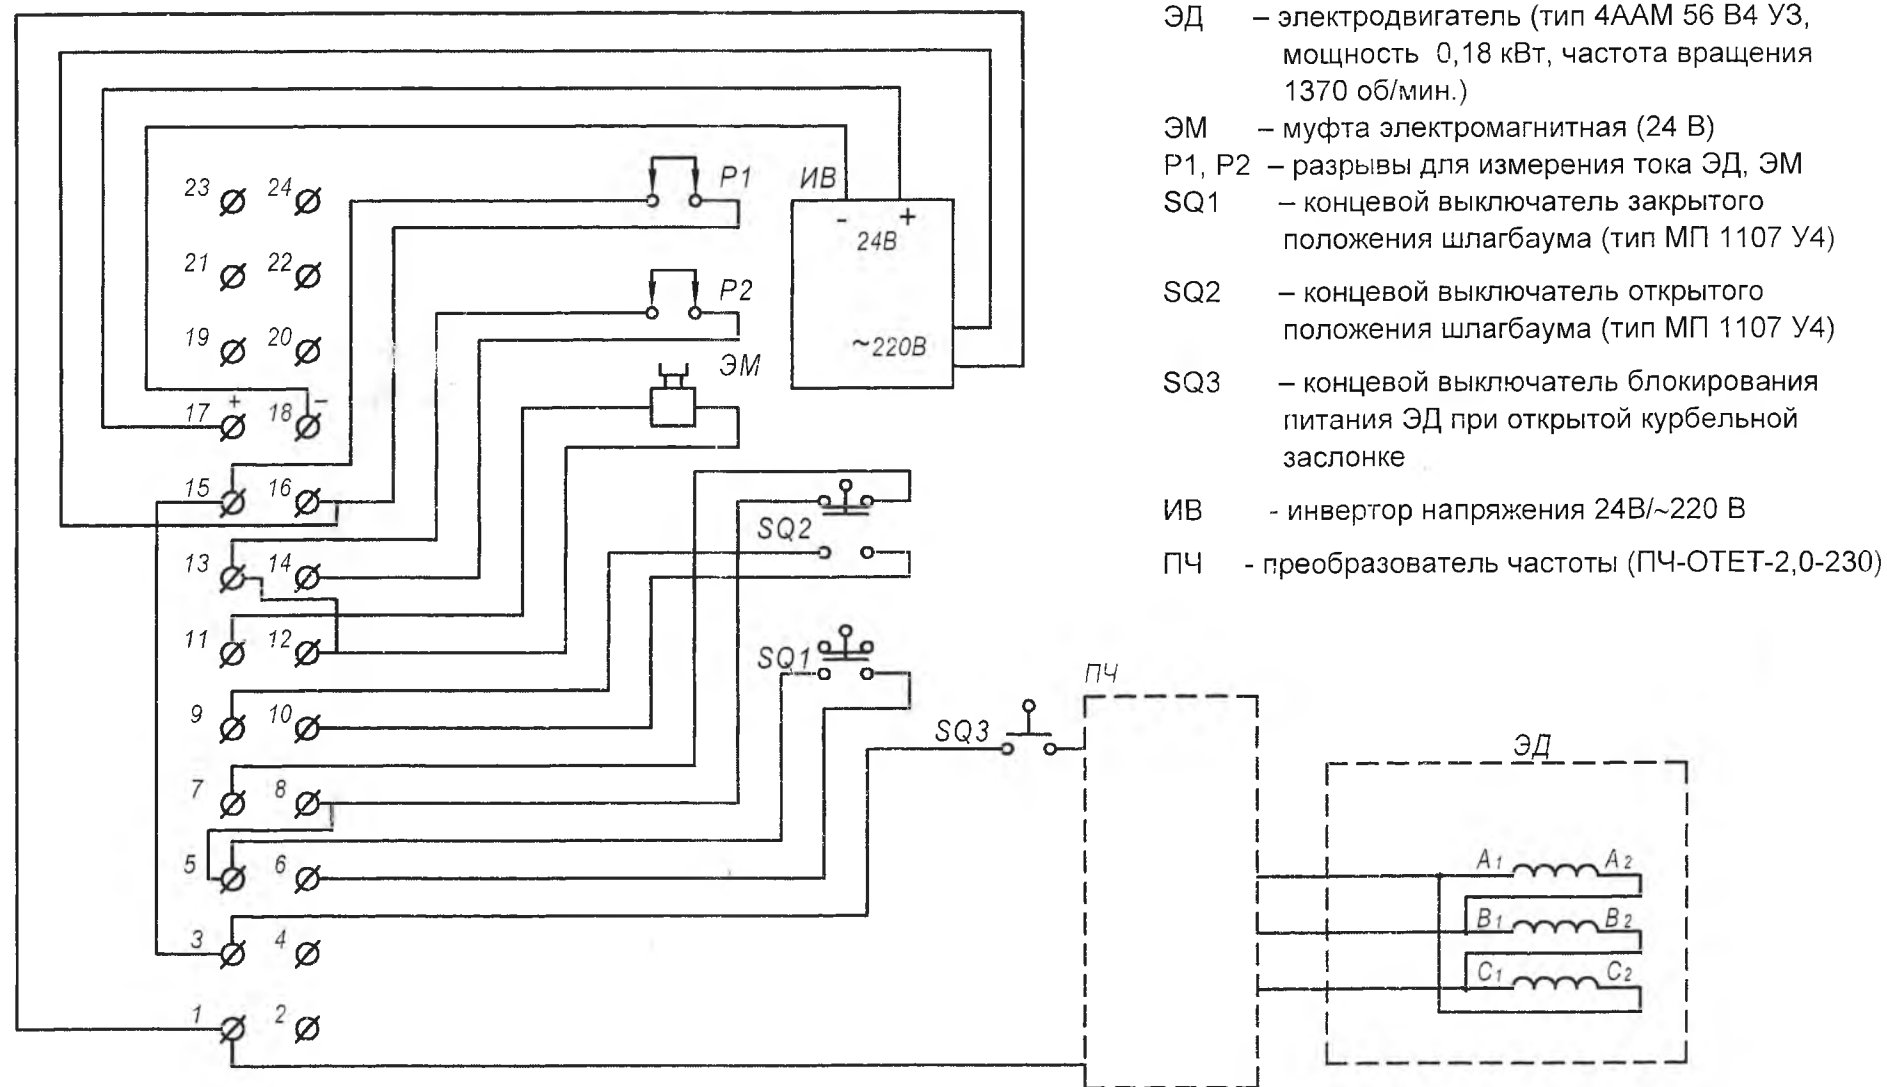 ЭД – электродвигатель (тип 4ААМ 56 В4 УЗ,
мощность 0,18 кВт, частота вращения
1370 об/мин.)
ЭМ – муфта электромагнитная (24 В)
Р1, Р2 – разрывы для измерения тока ЭД, ЭМ
SQ1 – концевой выключатель закрытого
положения шлагбаума (тип МП 1107 У4)
SQ2 – концевой выключатель открытого
положения шлагбаума (тип МП 1107 У4)
SQ3 – концевой выключатель блокирования
питания ЭД при открытой курбельной
заслонке
ИВ - инвертор напряжения 24В/~220 В
ПЧ - преобразователь частоты (ПЧ-ОТЕТ-2,0-230)
23 24
21 22
19 20
17 + 18 –
15 16
13 14
11 12
9 10
7 8
5 6
3 4
1 2
Р1
Р2
ЭМ
ИВ
- +
24В
~220В
SQ2
SQ1
SQ3
ПЧ
ЭД
A1 A2
B1 B2
C1 C2